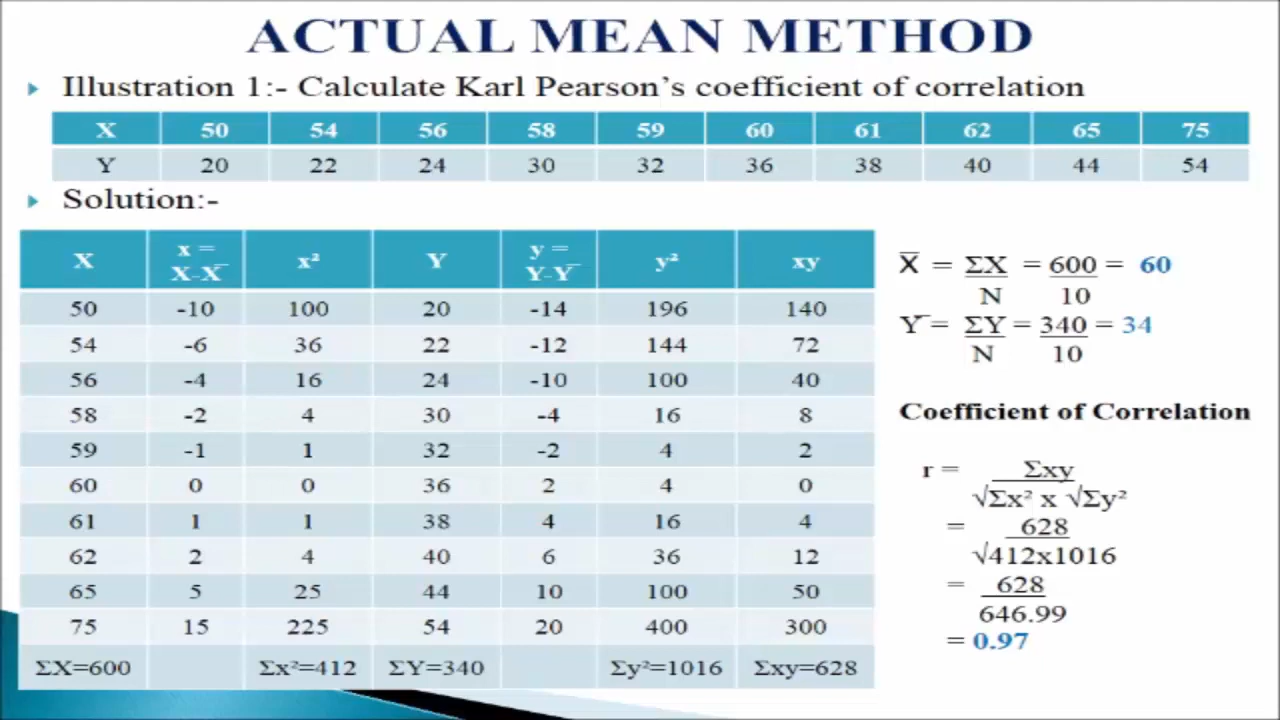 ACTUAL MEAN METHOD
Illustration 1:- Calculate Karl Pearson's coefficient of correlation
X 50 54 56 58 59 60 61 62 65 75
Y 20 22 24 30 32 36 38 40 44 54
Solution:-
X x = X-X̅ x² Y y = Y-Y̅ y² xy
50 -10 100 20 -14 196 140
54 -6 36 22 -12 144 72
56 -4 16 24 -10 100 40
58 -2 4 30 -4 16 8
59 -1 1 32 -2 4 2
60 0 0 36 2 4 0
61 1 1 38 4 16 4
62 2 4 40 6 36 12
65 5 25 44 10 100 50
75 15 225 54 20 400 300
ΣX=600 Σx²=412 ΣY=340 Σy²=1016 Σxy=628
X̅ = ΣX = 600 = 60
N 10
Y̅ = ΣY = 340 = 34
N 10
Coefficient of Correlation
r = Σxy
√Σx² x √Σy²
= 628
√412x1016
= 628
646.99
= 0.97